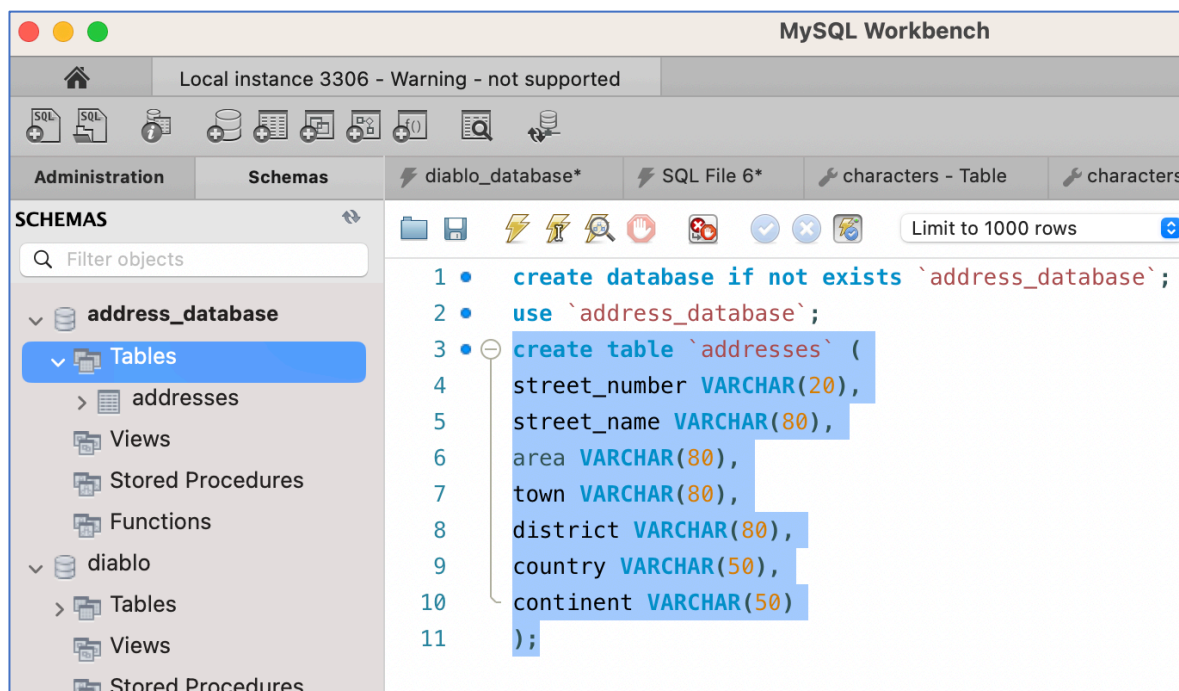 MySQL Workbench
Local instance 3306 - Warning - not supported
SQL
SQL
Administration
Schemas
diablo_database*
SQL File 6*
characters - Table
characters
SCHEMAS
Filter objects
Limit to 1000 rows
address_database
Tables
addresses
Views
Stored Procedures
Functions
diablo
Tables
Views
Stored Procedures
1 create database if not exists `address_database`;
2 use `address_database`;
3 create table `addresses` (
4 street_number VARCHAR(20),
5 street_name VARCHAR(80),
6 area VARCHAR(80),
7 town VARCHAR(80),
8 district VARCHAR(80),
9 country VARCHAR(50),
10 continent VARCHAR(50)
11 );